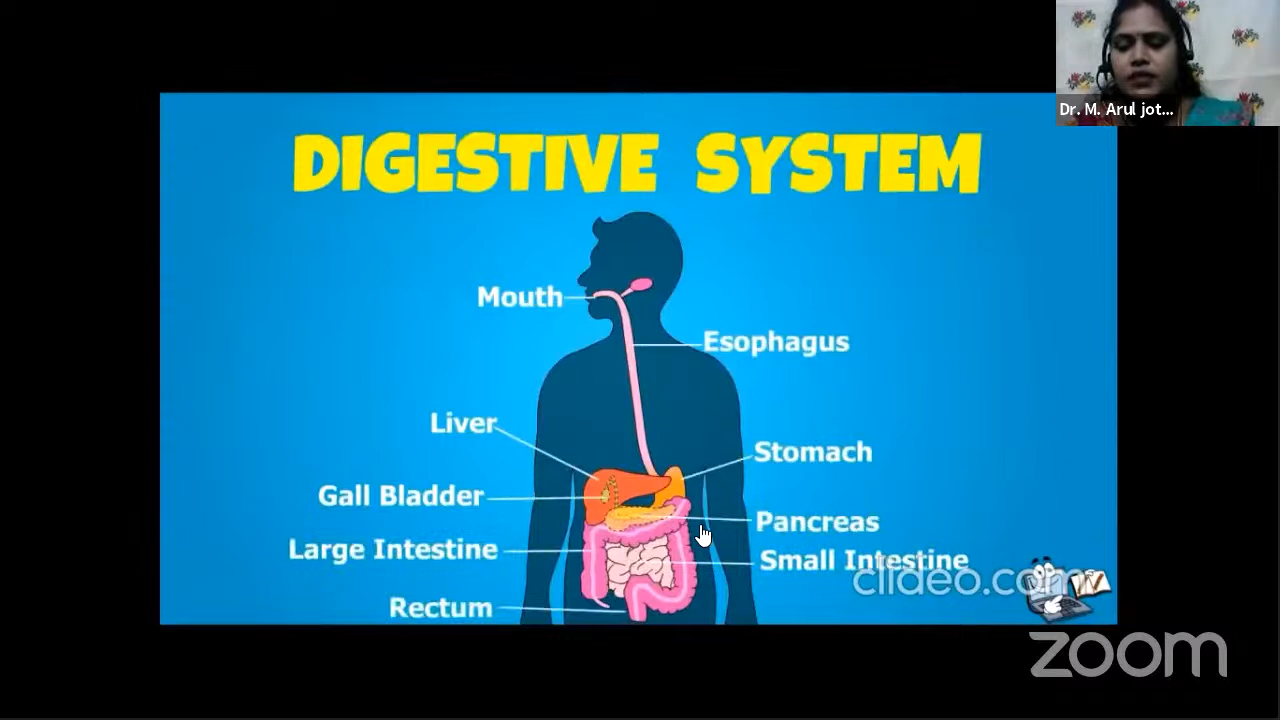 Dr. M. Arul jot...
DIGESTIVE SYSTEM
Mouth
Esophagus
Liver
Stomach
Gall Bladder
Pancreas
Large Intestine
Small Intestine
clideo.com
Rectum
zoom